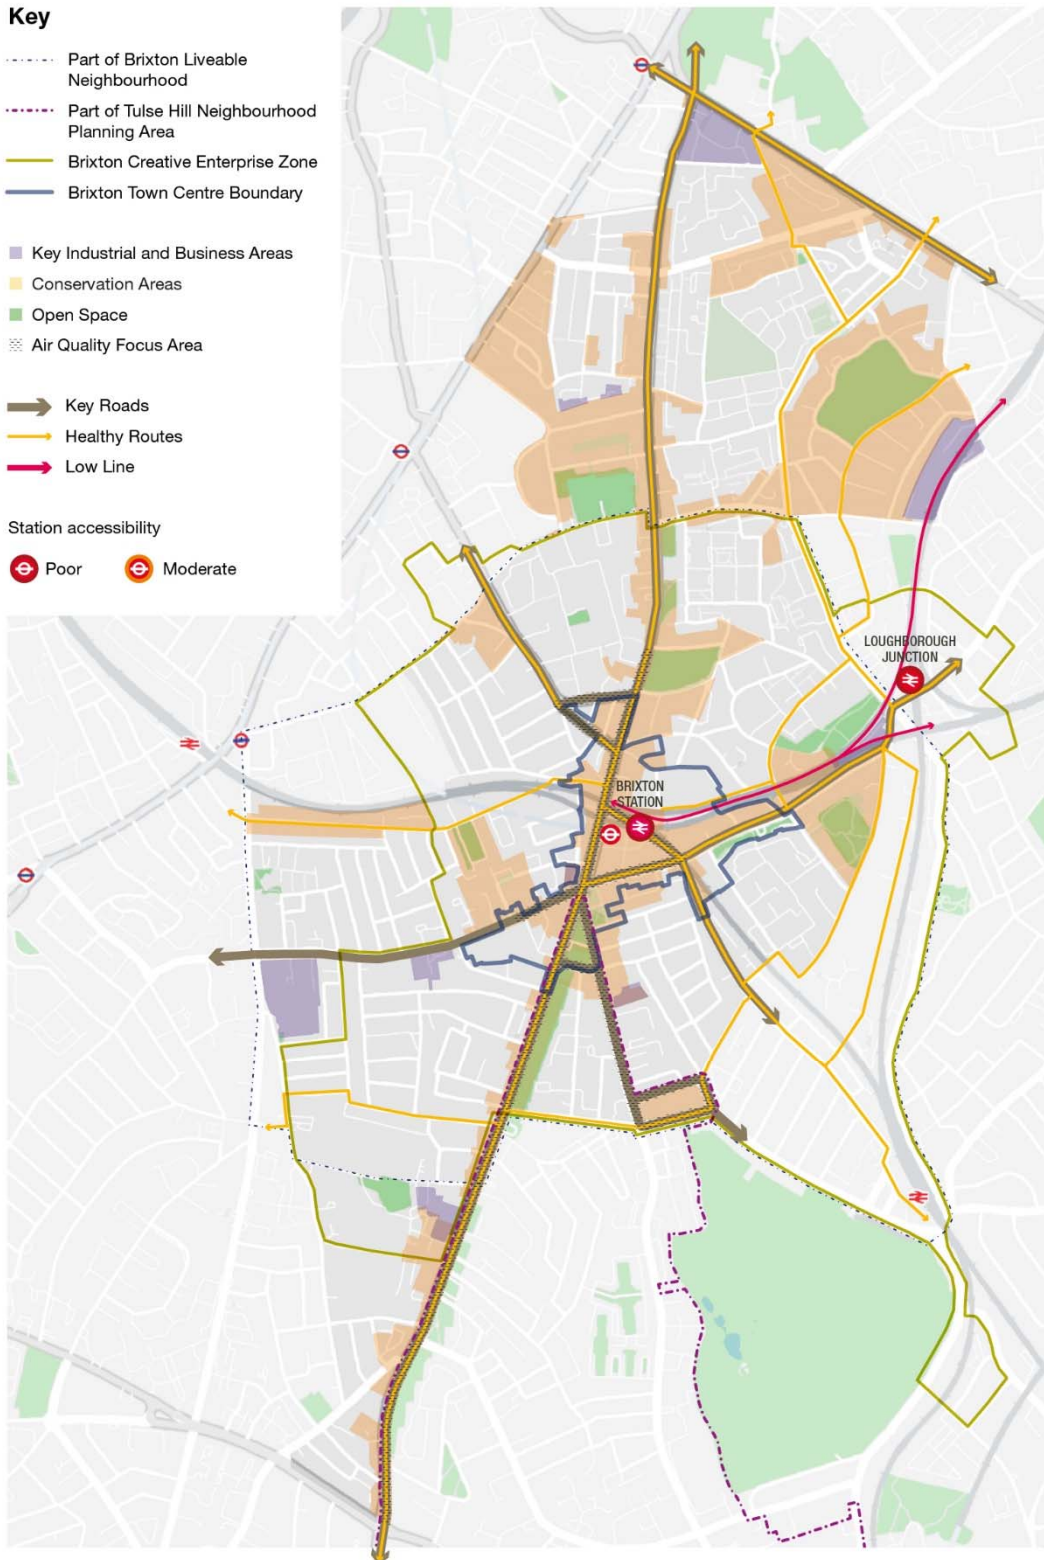 Key
Part of Brixton Liveable
Neighbourhood
Part of Tulse Hill Neighbourhood
Planning Area
Brixton Creative Enterprise Zone
Brixton Town Centre Boundary
Key Industrial and Business Areas
Conservation Areas
Open Space
Air Quality Focus Area
Key Roads
Healthy Routes
Low Line
Station accessibility
Poor
Moderate
LOUGHBOROUGH
JUNCTION
BRIXTON
STATION